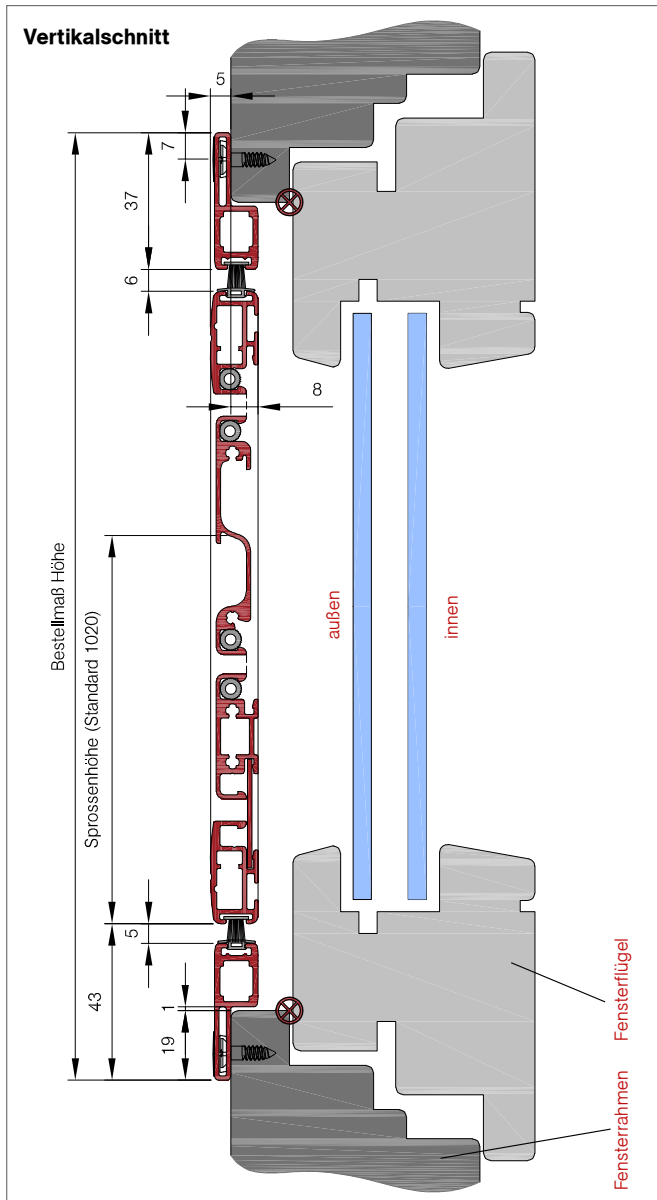 Vertikalschnitt
5
7
37
6
8
Bestellmaß Höhe
Sprossenhöhe (Standard 1020)
außen
innen
5
43
1
19
Fensterflügel
Fensterrahmen